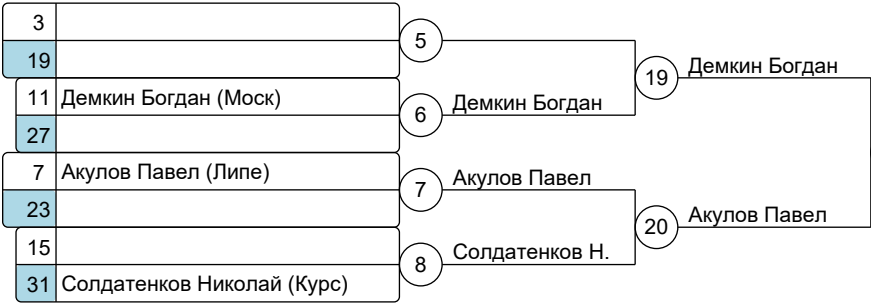 3
5
19
11 Демкин Богдан (Моск)
6 Демкин Богдан
27
19 Демкин Богдан
7 Акулов Павел (Липе)
7 Акулов Павел
23
15
8 Солдатенков Н.
31 Солдатенков Николай (Курс)
20 Акулов Павел